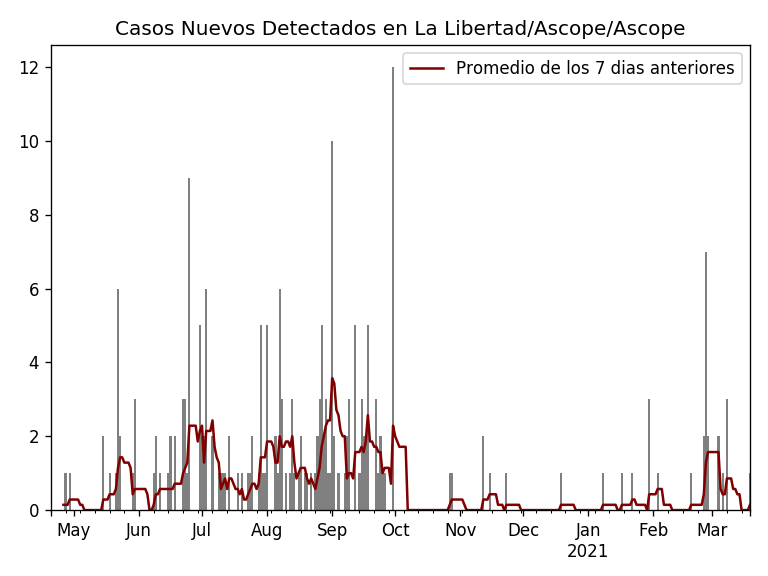 Casos Nuevos Detectados en La Libertad/Ascope/Ascope
Promedio de los 7 dias anteriores
12
10
8
6
4
2
0
May Jun Jul Aug Sep Oct Nov Dec Jan Feb Mar
2021